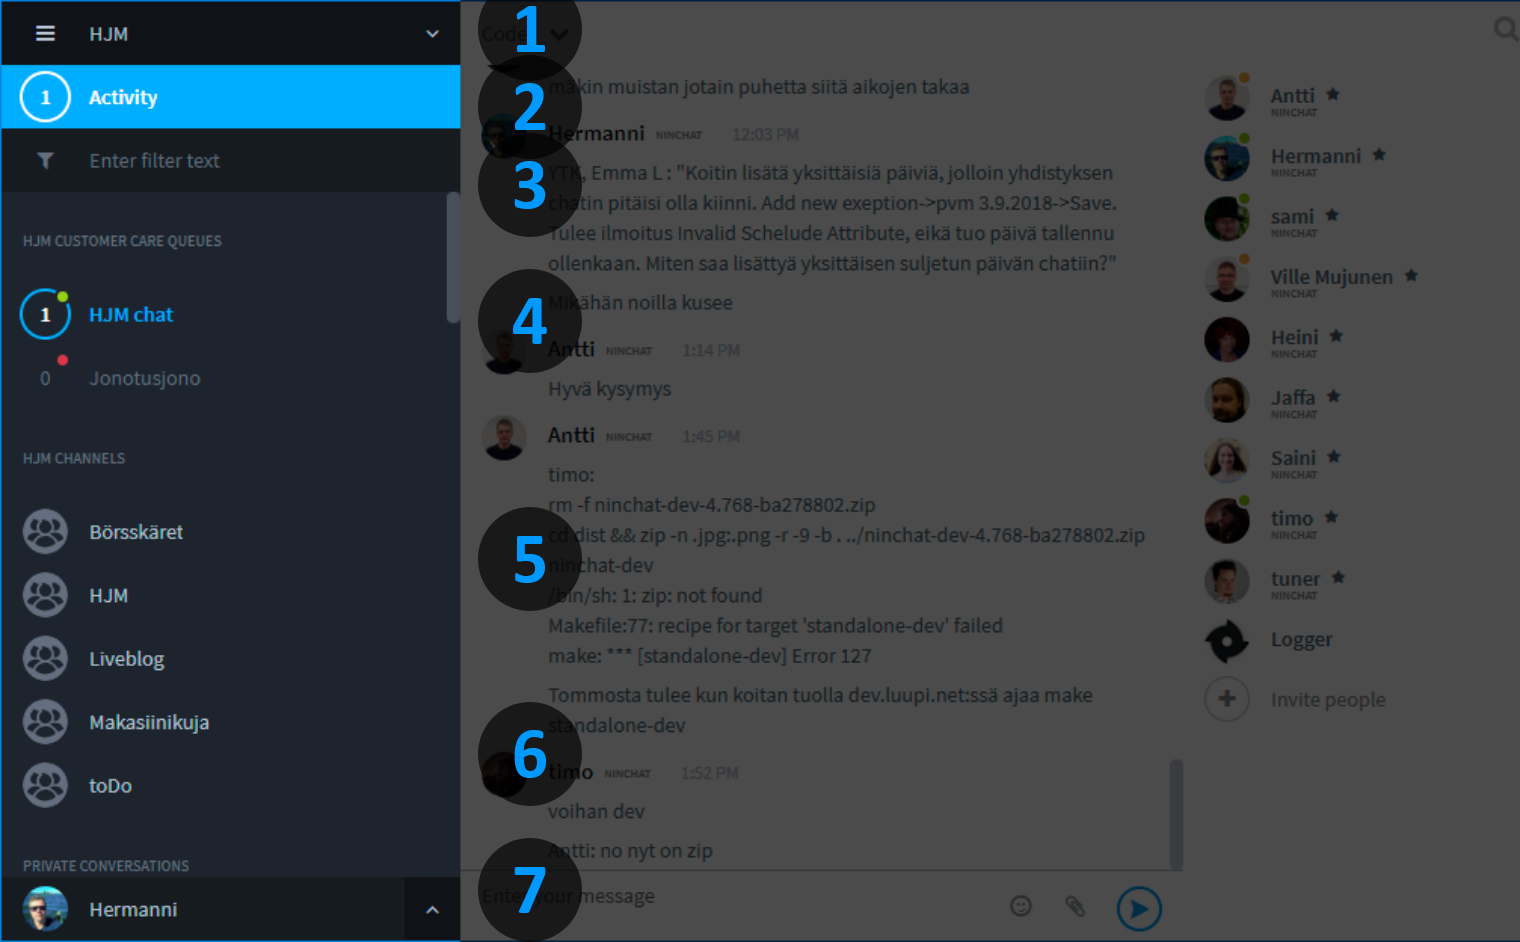 HJM
1
Activity
Enter filter text
HJM CUSTOMER CARE QUEUES
1
HJM chat
0
Jonotusjono
HJM CHANNELS
Börsskäret
HJM
Liveblog
Makasiinikuja
toDo
PRIVATE CONVERSATIONS
Hermanni
1
2
3
4
5
6
7
Code
mäkin muistan jotain puhetta siitä aikojen takaa
Hermanni NINCHAT 12:03 PM
YTK, Emma L : "Koitin lisätä yksittäisiä päiviä, jolloin yhdistyksen
chatin pitäisi olla kiinni. Add new exeption->pvm 3.9.2018->Save.
Tulee ilmoitus Invalid Schelude Attribute, eikä tuo päivä tallennu
ollenkaan. Miten saa lisättyä yksittäisen suljetun päivän chatiin?"
Mikähän noilla kusee
Antti NINCHAT 1:14 PM
Hyvä kysymys
Antti NINCHAT 1:45 PM
timo:
rm -f ninchat-dev-4.768-ba278802.zip
cd dist && zip -n .jpg:.png -r -9 -b . ../ninchat-dev-4.768-ba278802.zip
ninchat-dev
/bin/sh: 1: zip: not found
Makefile:77: recipe for target 'standalone-dev' failed
make: *** [standalone-dev] Error 127
Tommosta tulee kun koitan tuolla dev.luupi.net:ssä ajaa make
standalone-dev
timo NINCHAT 1:52 PM
voihan dev
Antti: no nyt on zip
Enter your message
Antti
NINCHAT
Hermanni
NINCHAT
sami
NINCHAT
Ville Mujunen
NINCHAT
Heini
NINCHAT
Jaffa
NINCHAT
Saini
NINCHAT
timo
NINCHAT
tuner
NINCHAT
Logger
Invite people